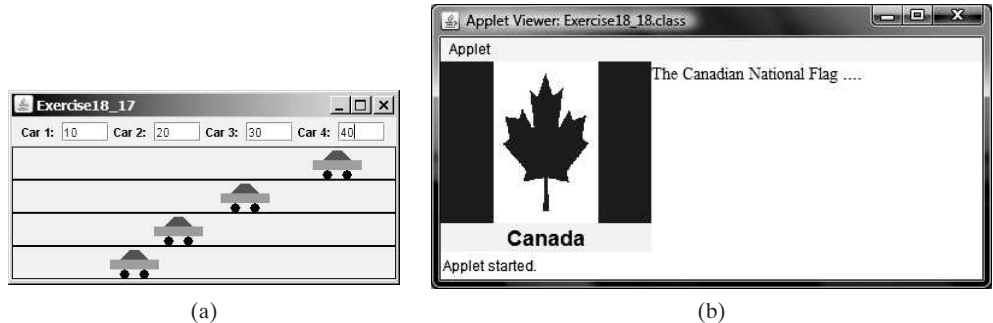 Exercise18_17
Car 1: 10 Car 2: 20 Car 3: 30 Car 4: 40
(a)
Applet Viewer: Exercise18_18.class
Applet
The Canadian National Flag ....
Canada
Applet started.
(b)